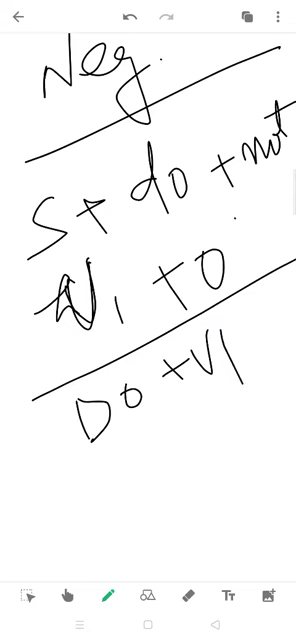 Neg.
S+ do + not
+ V1 + O
Do + V1